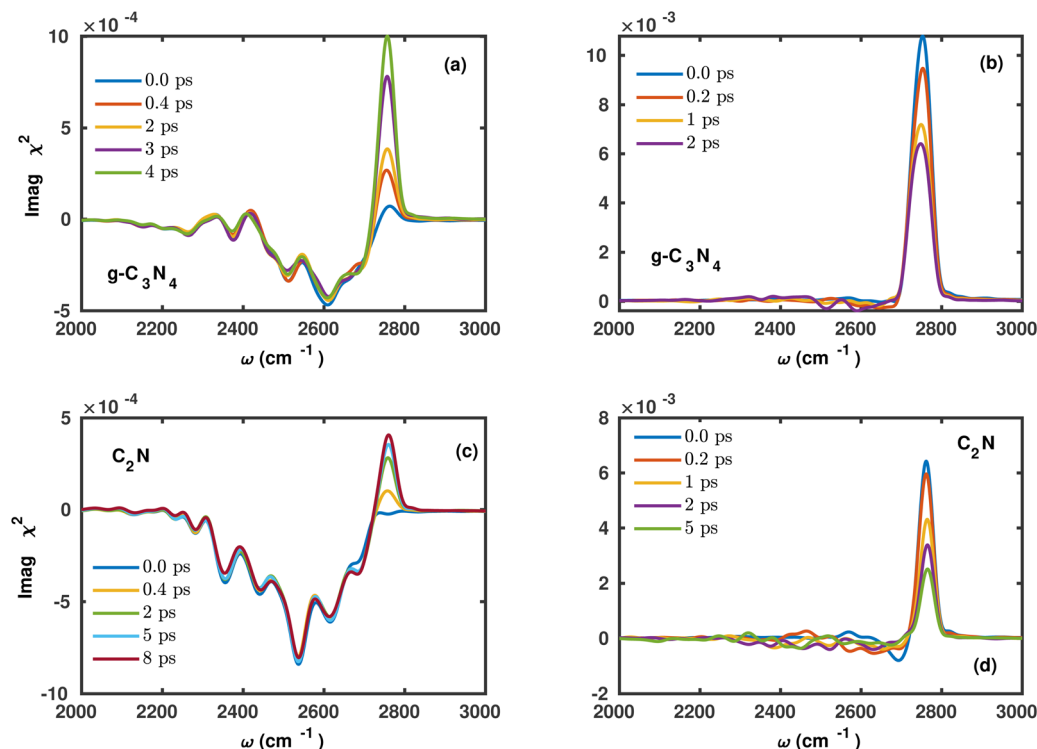 ×10 -4
10
5
0
-5
Imag χ2
0.0 ps
0.4 ps
2 ps
3 ps
4 ps
(a)
g-C3N4
2000 2200 2400 2600 2800 3000
ω (cm -1)
×10 -3
10
8
6
4
2
0
0.0 ps
0.2 ps
1 ps
2 ps
(b)
g-C3N4
2000 2200 2400 2600 2800 3000
ω (cm -1)
×10 -4
5
0
-5
-10
Imag χ2
C2N
(c)
0.0 ps
0.4 ps
2 ps
5 ps
8 ps
2000 2200 2400 2600 2800 3000
ω (cm -1)
×10 -3
8
6
4
2
0
-2
0.0 ps
0.2 ps
1 ps
2 ps
5 ps
C2N
(d)
2000 2200 2400 2600 2800 3000
ω (cm -1)